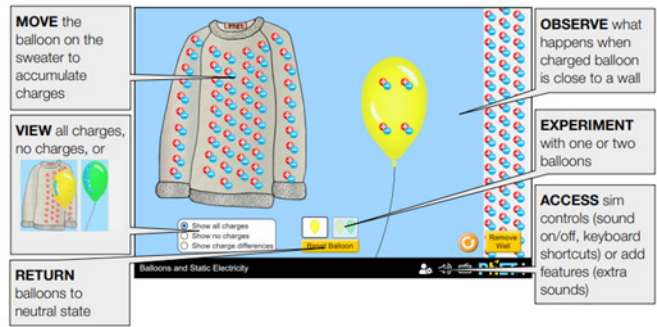 MOVE the
balloon on the
sweater to
accumulate
charges
VIEW all charges,
no charges, or
RETURN
balloons to
neutral state
PhET
Show all charges
Show no charges
Show charge differences
Reset Balloon
Remove
Wall
Balloons and Static Electricity
PhET
OBSERVE what
happens when
charged balloon
is close to a wall
EXPERIMENT
with one or two
balloons
ACCESS sim
controls (sound
on/off, keyboard
shortcuts) or add
features (extra
sounds)